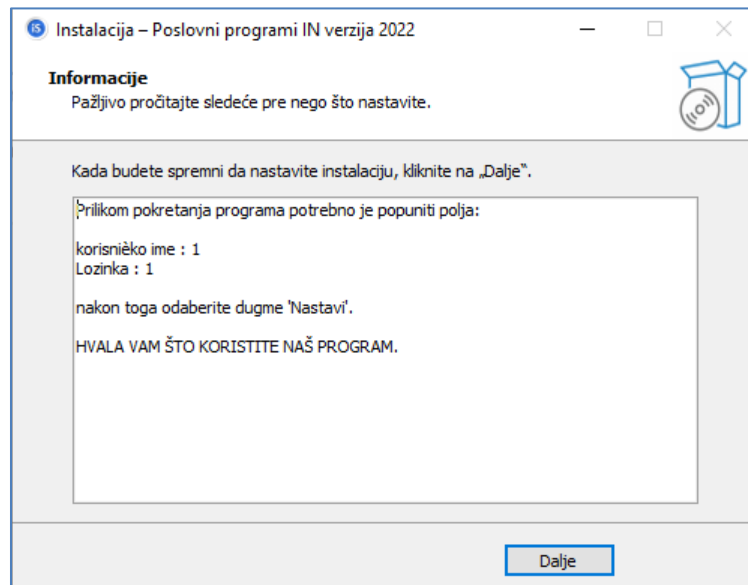 iS Instalacija – Poslovni programi IN verzija 2022
Informacije
Pažljivo pročitajte sledeće pre nego što nastavite.
Kada budete spremni da nastavite instalaciju, kliknite na „Dalje“.
Prilikom pokretanja programa potrebno je popuniti polja:
korisnièko ime : 1
Lozinka : 1
nakon toga odaberite dugme 'Nastavi'.
HVALA VAM ŠTO KORISTITE NAŠ PROGRAM.
Dalje